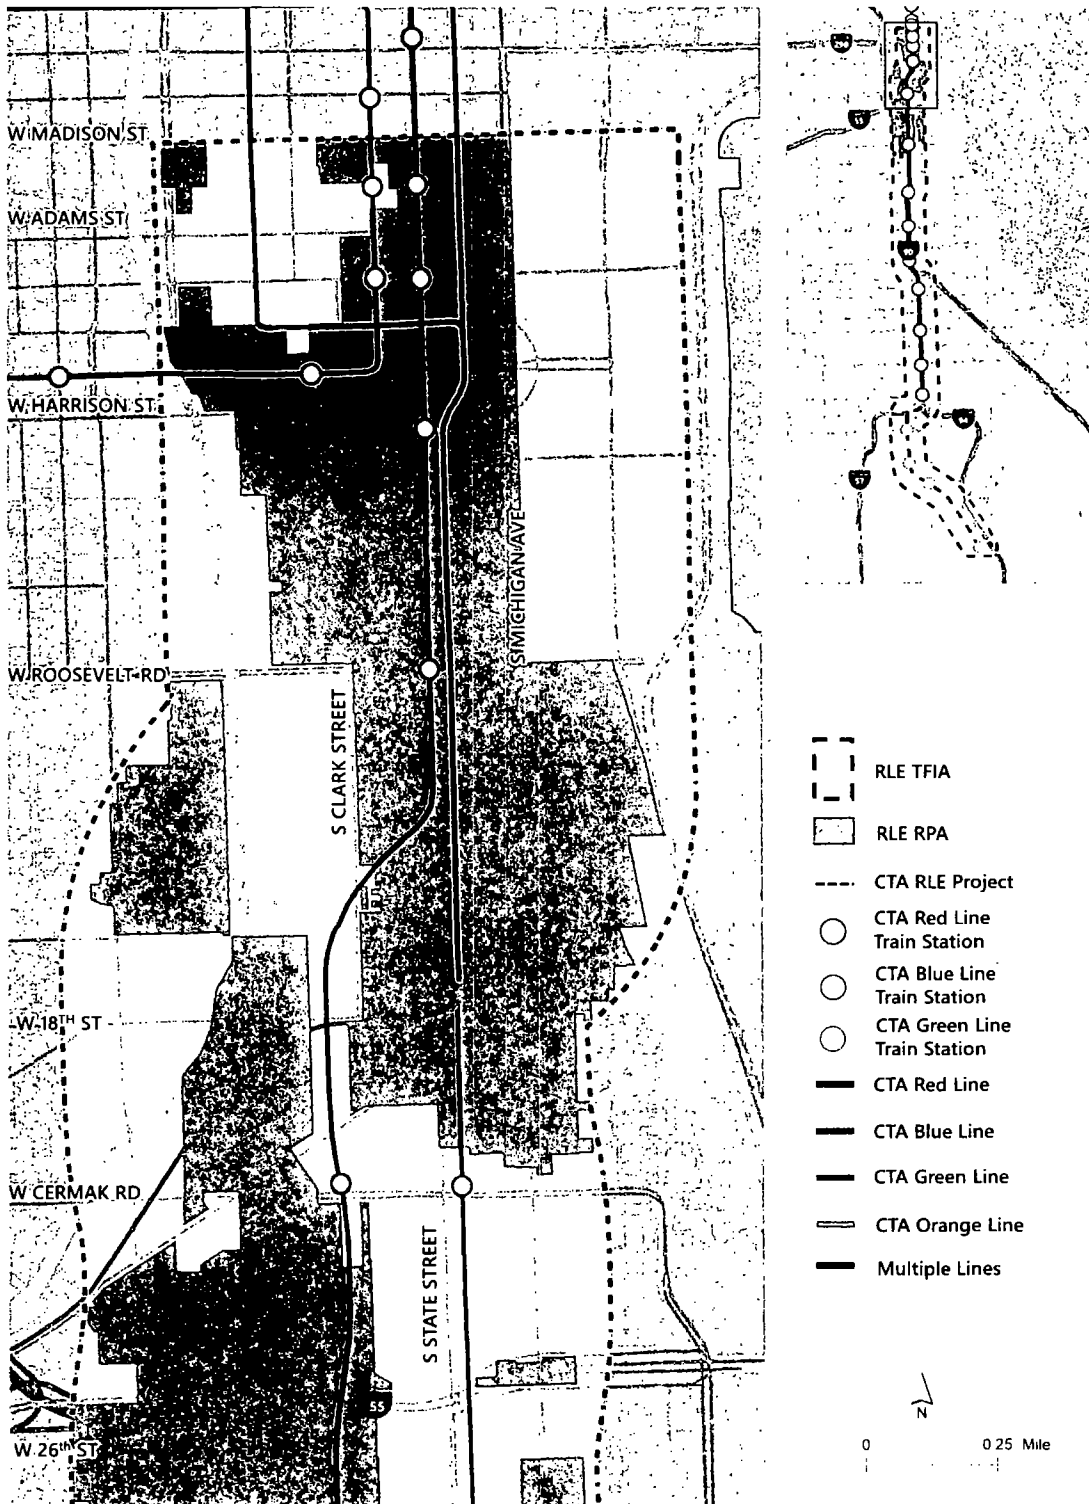 W MADISON ST
W ADAMS ST
W HARRISON ST
S MICHIGAN AVE
W ROOSEVELT RD
S CLARK STREET
W 18TH ST
W CERMAK RD
S STATE STREET
55
W 26th ST
RLE TFIA
RLE RPA
CTA RLE Project
CTA Red Line
Train Station
CTA Blue Line
Train Station
CTA Green Line
Train Station
CTA Red Line
CTA Blue Line
CTA Green Line
CTA Orange Line
Multiple Lines
N
0 0 25 Mile
57